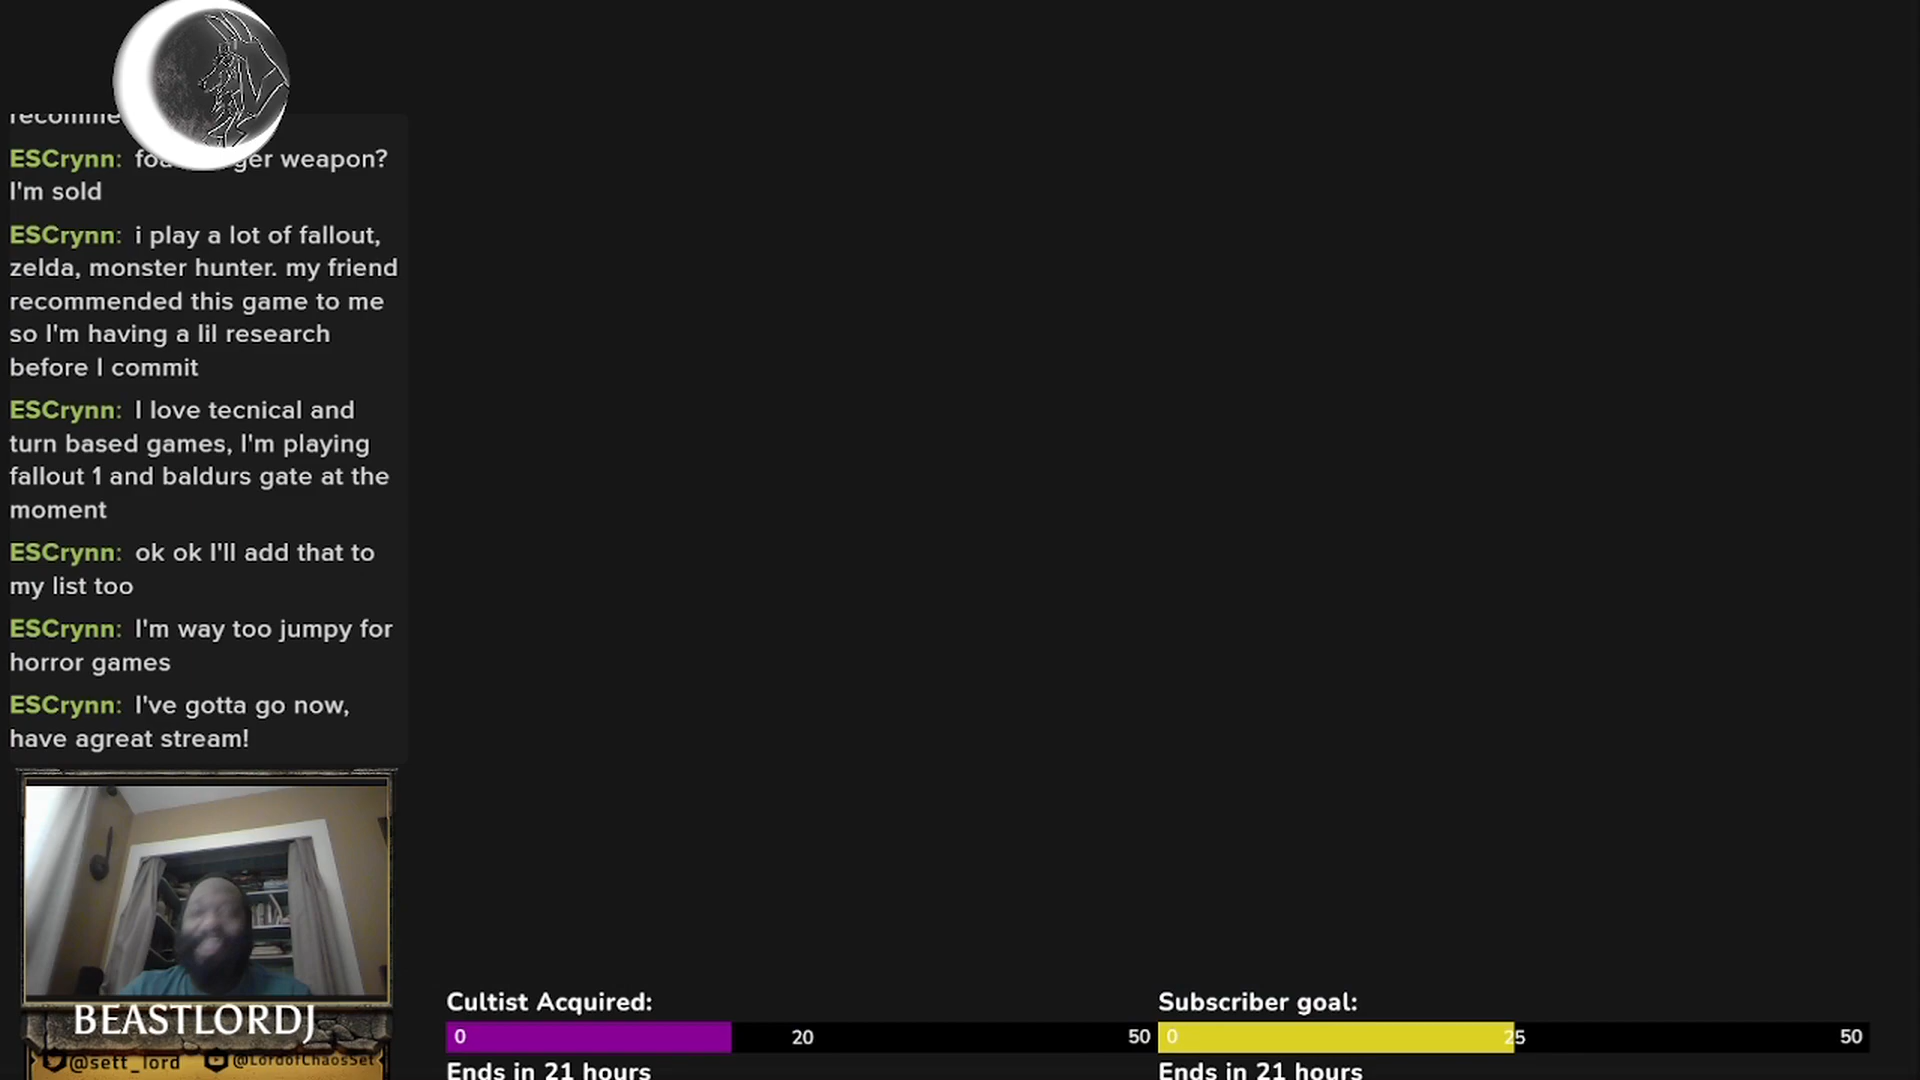 recomme
ESCrynn: foa ger weapon?
I'm sold
ESCrynn: i play a lot of fallout,
zelda, monster hunter. my friend
recommended this game to me
so I'm having a lil research
before I commit
ESCrynn: I love tecnical and
turn based games, I'm playing
fallout 1 and baldurs gate at the
moment
ESCrynn: ok ok I'll add that to
my list too
ESCrynn: I'm way too jumpy for
horror games
ESCrynn: I've gotta go now,
have agreat stream!
BEASTLORDJ
@sett_lord @LordofChaosSet
Cultist Acquired:
0 20 50
Ends in 21 hours
Subscriber goal:
0 25 50
Ends in 21 hours